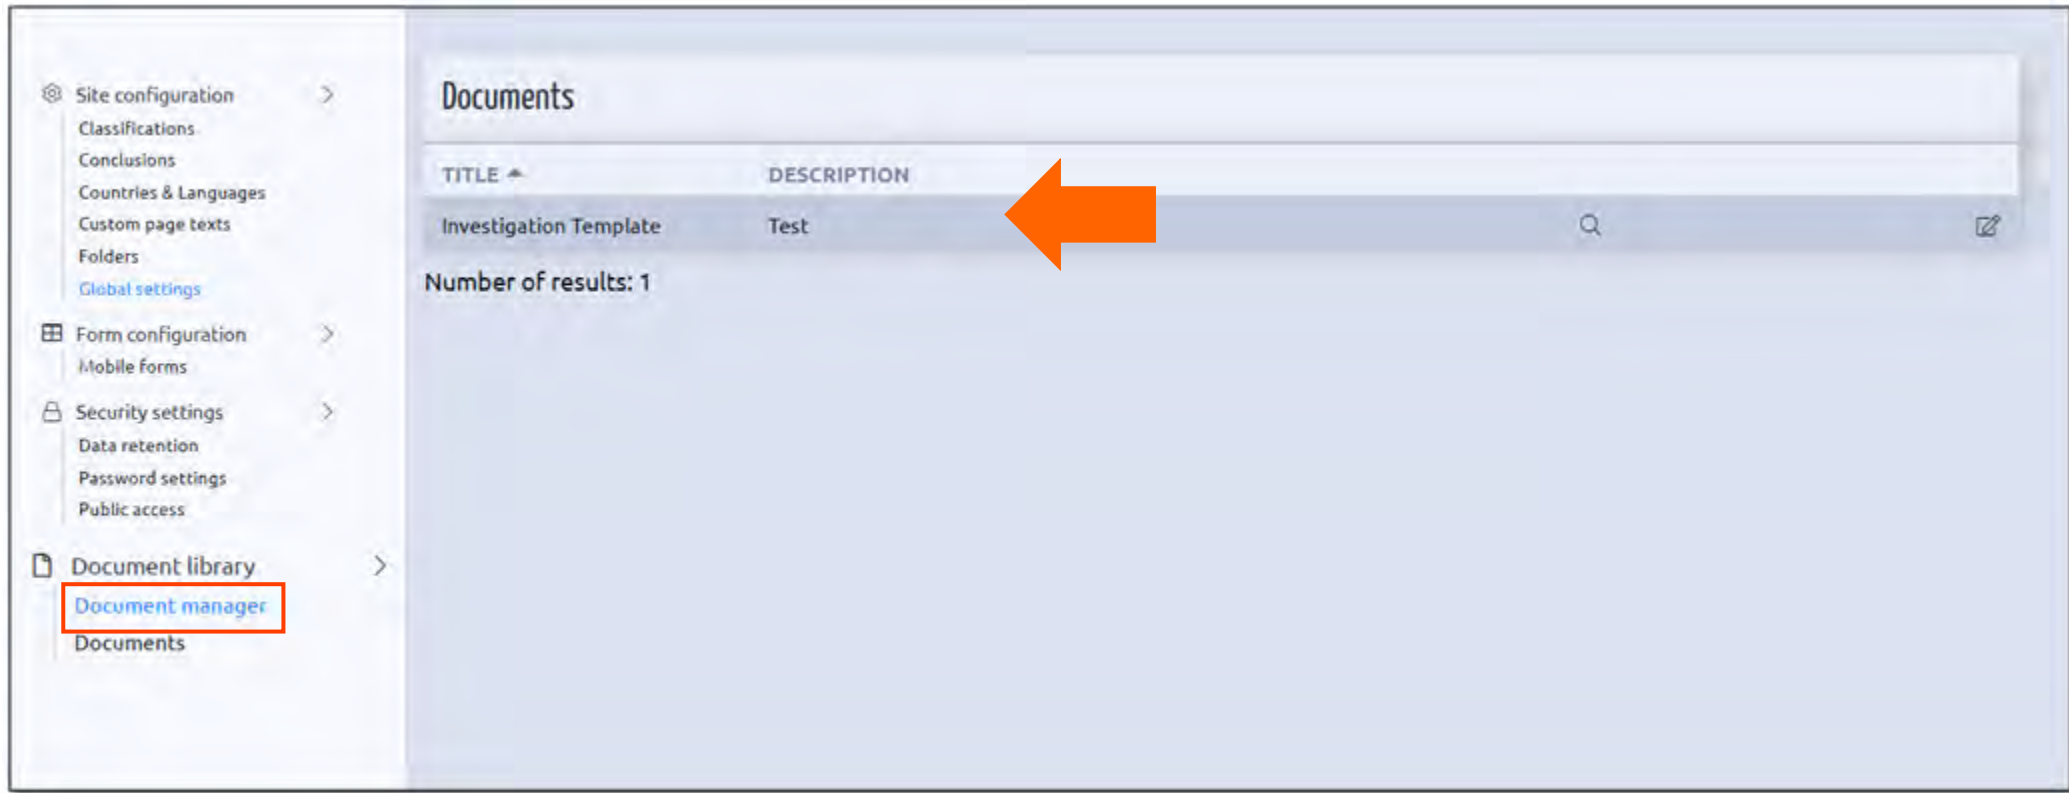 Site configuration
Classifications
Conclusions
Countries & Languages
Custom page texts
Folders
Global settings
Form configuration
Mobile forms
Security settings
Data retention
Password settings
Public access
Document library
Document manager
Documents
Documents
TITLE DESCRIPTION
Investigation Template Test
Number of results: 1